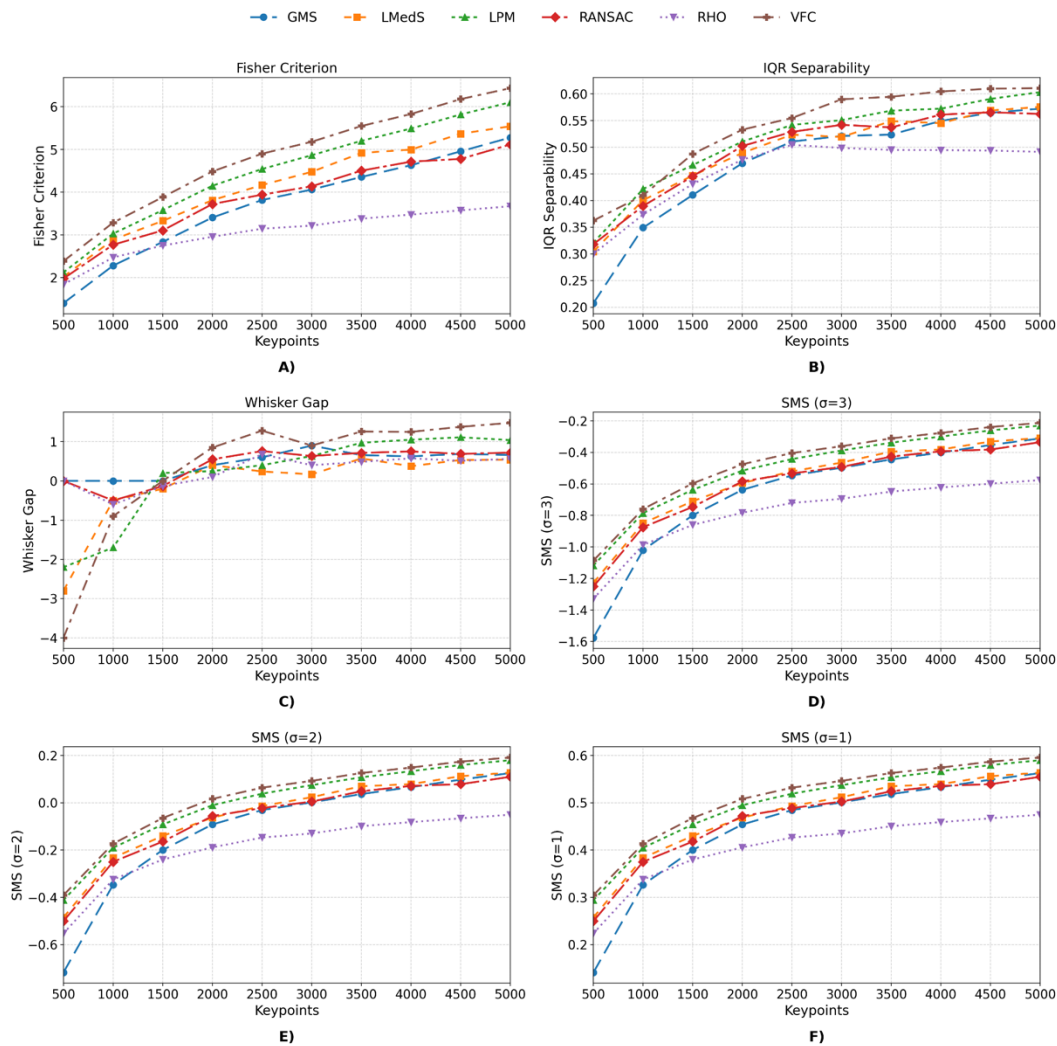 GMS LMedS LPM RANSAC RHO VFC
Fisher Criterion
Fisher Criterion
6
5
4
3
2
500 1000 1500 2000 2500 3000 3500 4000 4500 5000
Keypoints
A)
IQR Separability
IQR Separability
0.60
0.55
0.50
0.45
0.40
0.35
0.30
0.25
0.20
500 1000 1500 2000 2500 3000 3500 4000 4500 5000
Keypoints
B)
Whisker Gap
Whisker Gap
1
0
−1
−2
−3
−4
500 1000 1500 2000 2500 3000 3500 4000 4500 5000
Keypoints
C)
SMS (σ=3)
SMS (σ=3)
−0.2
−0.4
−0.6
−0.8
−1.0
−1.2
−1.4
−1.6
500 1000 1500 2000 2500 3000 3500 4000 4500 5000
Keypoints
D)
SMS (σ=2)
SMS (σ=2)
0.2
0.0
−0.2
−0.4
−0.6
500 1000 1500 2000 2500 3000 3500 4000 4500 5000
Keypoints
E)
SMS (σ=1)
SMS (σ=1)
0.6
0.5
0.4
0.3
0.2
500 1000 1500 2000 2500 3000 3500 4000 4500 5000
Keypoints
F)